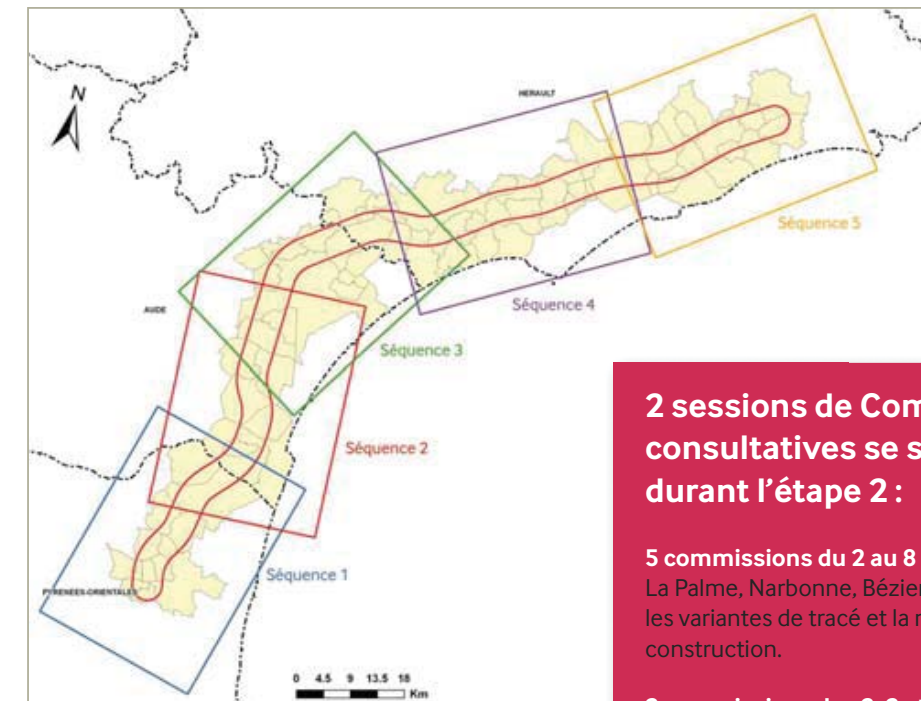 N
HERAULT
Séquence 5
Séquence 4
AUDE
Séquence 3
Séquence 2
Séquence 1
PYRENEES-ORIENTALES
0 4.5 9 13.5 18
Km
2 sessions de Com
consultatives se s
durant l’étape 2 :
5 commissions du 2 au 8
La Palme, Narbonne, Bézier
les variantes de tracé et la
construction.